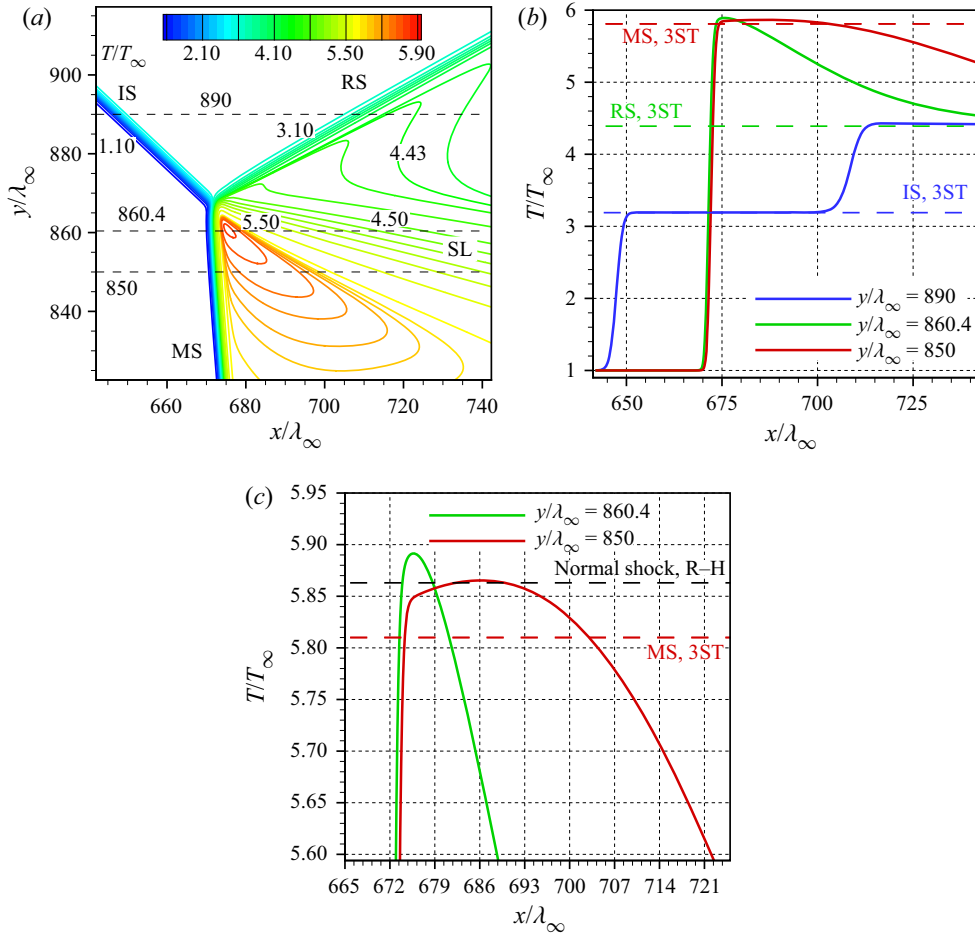 (a)
T/T∞
2.10 4.10 5.50 5.90
IS
890
RS
3.10
1.10
4.43
860.4
5.50
4.50
SL
850
MS
900
880
860
840
y/λ∞
660 680 700 720 740
x/λ∞
(b)
6
5
4
3
2
1
T/T∞
MS, 3ST
RS, 3ST
IS, 3ST
y/λ∞ = 890
y/λ∞ = 860.4
y/λ∞ = 850
650 675 700 725
x/λ∞
(c)
5.95
5.90
5.85
5.80
5.75
5.70
5.65
5.60
T/T∞
y/λ∞ = 860.4
y/λ∞ = 850
Normal shock, R–H
MS, 3ST
665 672 679 686 693 700 707 714 721
x/λ∞